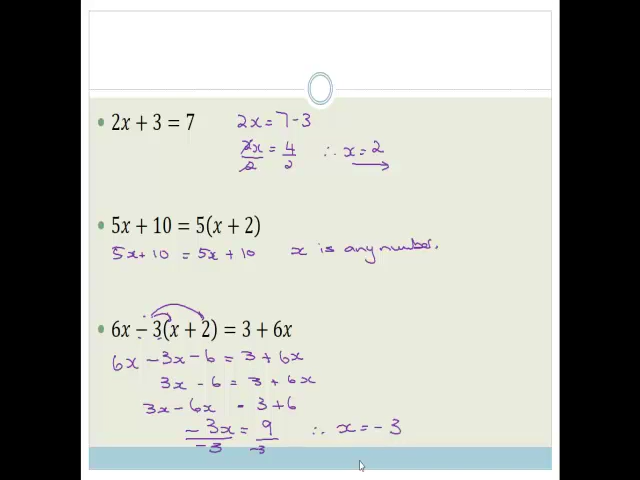 • 2x + 3 = 7 2x = 7 - 3
2x/2 = 4/2 ∴ x = 2
• 5x + 10 = 5(x + 2)
5x + 10 = 5x + 10 x is any number.
• 6x − 3(x + 2) = 3 + 6x
6x - 3x - 6 = 3 + 6x
3x - 6 = 3 + 6x
3x - 6x = 3 + 6
-3x/-3 = 9/-3 ∴ x = -3